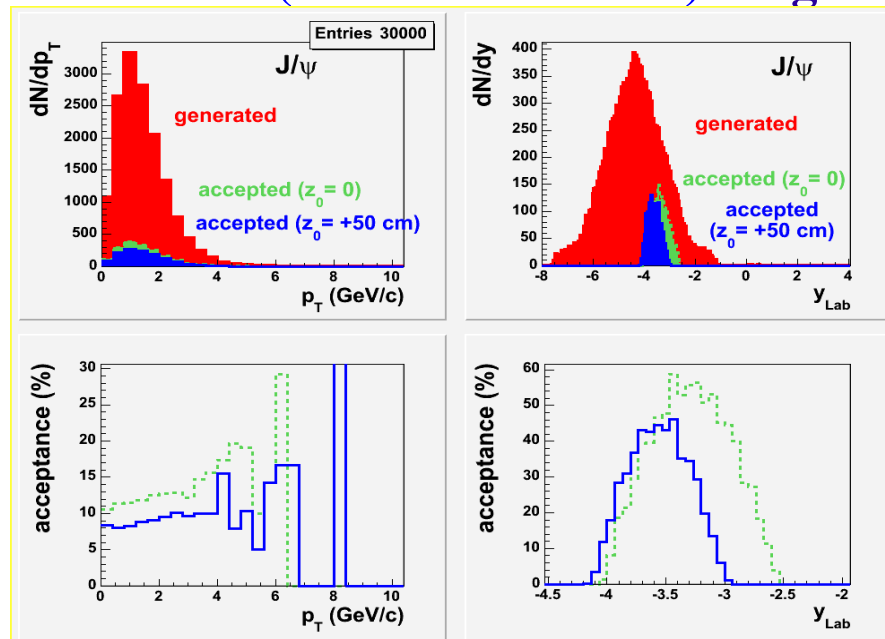 Entries 30000
dN/dp_T
J/ψ
generated
accepted (z_0 = 0)
accepted (z_0 = +50 cm)
3500
3000
2500
2000
1500
1000
500
0
0 2 4 6 8 10
p_T (GeV/c)
dN/dy
J/ψ
generated
accepted (z_0 = 0)
accepted
(z_0 = +50 cm)
400
350
300
250
200
150
100
50
0
-8 -6 -4 -2 0 2 4
y_Lab
acceptance (%)
30
25
20
15
10
5
0
0 2 4 6 8 10
p_T (GeV/c)
acceptance (%)
60
50
40
30
20
10
0
-4.5 -4 -3.5 -3 -2.5 -2
y_Lab